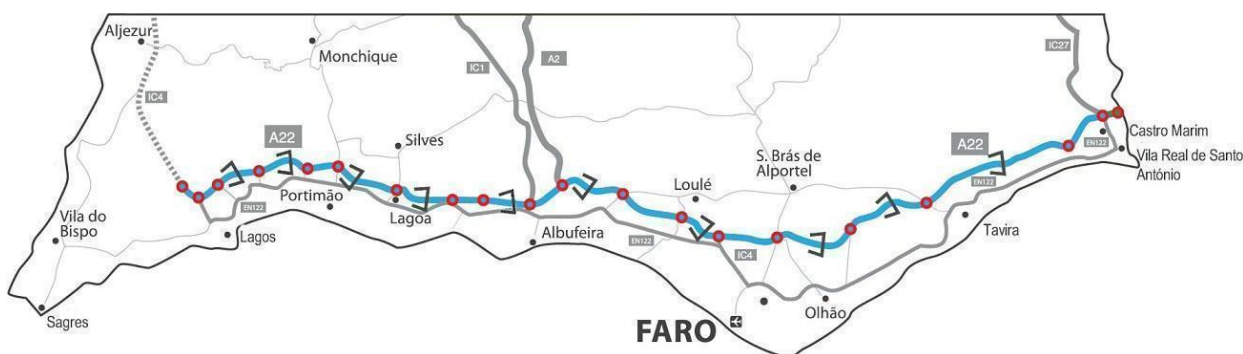 Aljezur
Monchique
IC1
A2
IC27
IC4
A22
Silves
A22
Castro Marim
EN122
Vila Real de Santo
António
S. Brás de
Alportel
Loulé
EN122
Portimão
Lagoa
EN122
Vila do
Bispo
Lagos
Albufeira
EN122
IC4
Tavira
Sagres
Olhão
FARO